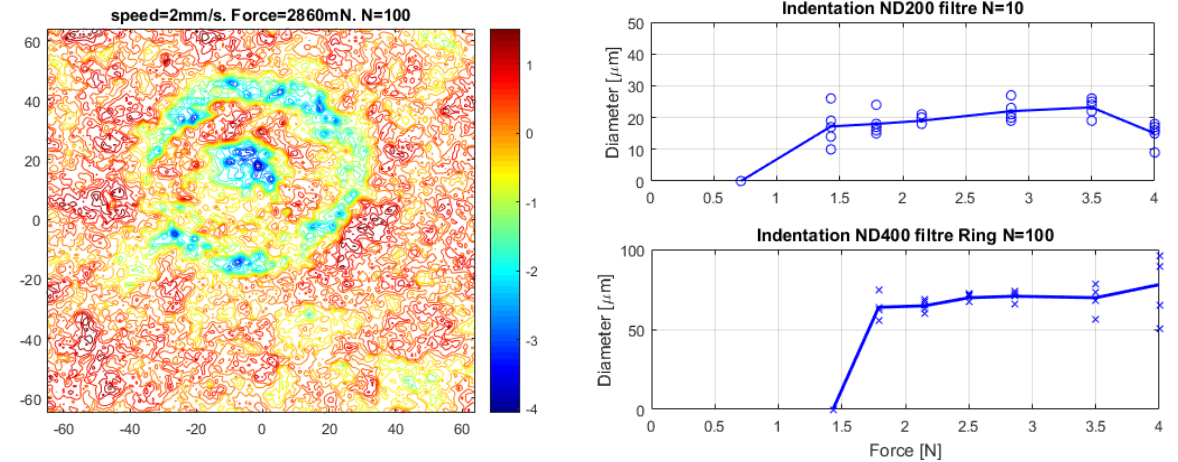 speed=2mm/s. Force=2860mN. N=100
60
40
20
0
-20
-40
-60
-60 -40 -20 0 20 40 60
1
0
-1
-2
-3
-4
Indentation ND200 filtre N=10
Diameter [μm]
50
40
30
20
10
0
0 0.5 1 1.5 2 2.5 3 3.5 4
Indentation ND400 filtre Ring N=100
Diameter [μm]
100
50
0
0 0.5 1 1.5 2 2.5 3 3.5 4
Force [N]